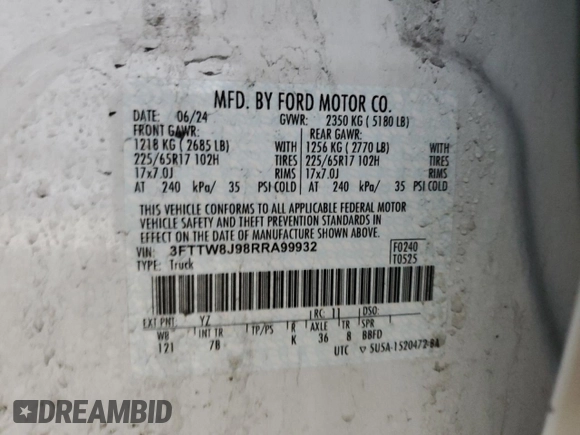 MFD. BY FORD MOTOR CO.
DATE: 06/24 GVWR: 2350 KG ( 5180 LB)
FRONT GAWR: REAR GAWR:
1218 KG ( 2685 LB) WITH 1256 KG ( 2770 LB) WITH
225/65R17 102H TIRES 225/65R17 102H TIRES
17x7.0J RIMS 17x7.0J RIMS
AT 240 kPa/ 35 PSI COLD AT 240 kPa/ 35 PSI COLD
THIS VEHICLE CONFORMS TO ALL APPLICABLE FEDERAL MOTOR
VEHICLE SAFETY AND THEFT PREVENTION STANDARDS IN
EFFECT ON THE DATE OF MANUFACTURE SHOWN ABOVE.
VIN: 3FTTW8J98RRA99932 F0240
TYPE: Truck T0525
EXT PNT: YZ RC: 11 DSO:
WB INT TR TP/PS R AXLE TR SPR
121 7B K 36 8 BBFD
UTC SU5A-1520472-BA
DREAMBID